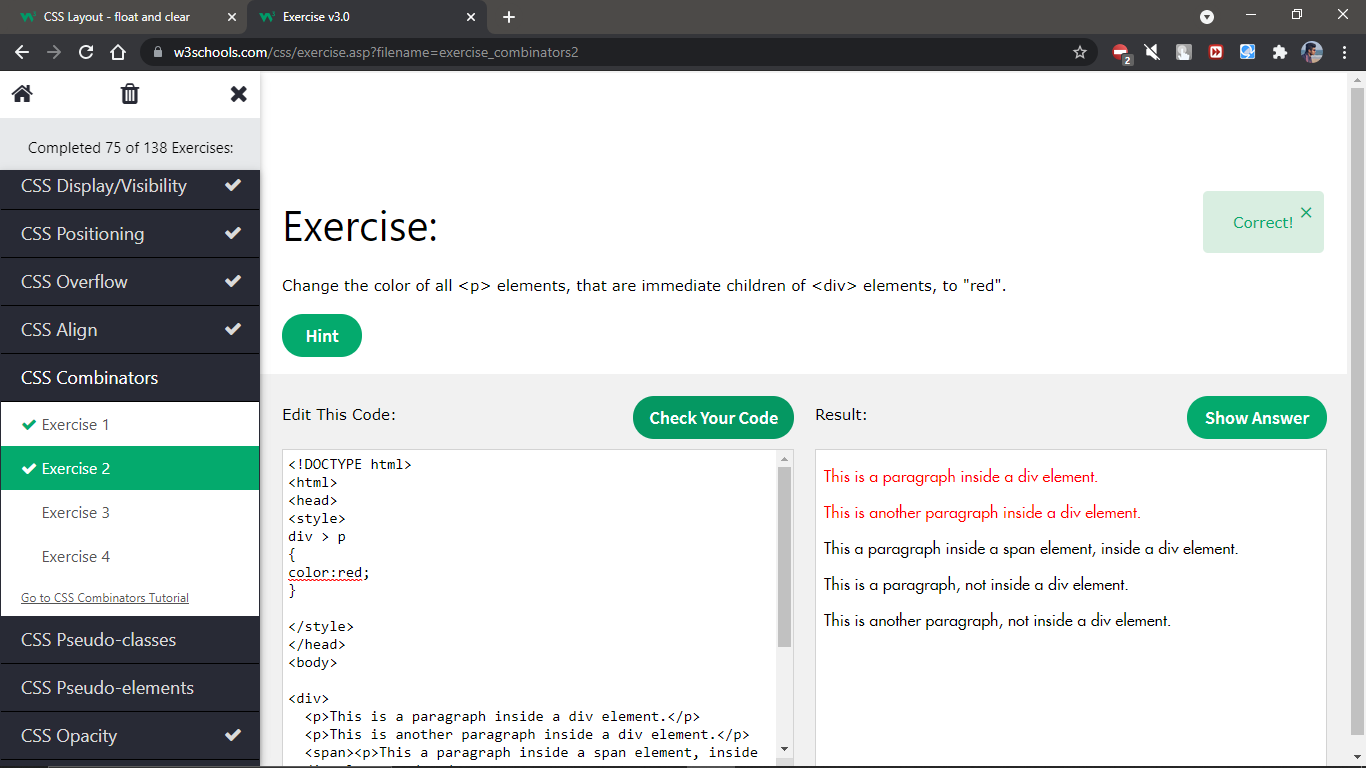 CSS Layout - float and clear
Exercise v3.0
w3schools.com/css/exercise.asp?filename=exercise_combinators2
2
Completed 75 of 138 Exercises:
CSS Display/Visibility
CSS Positioning
CSS Overflow
CSS Align
CSS Combinators
Exercise 1
Exercise 2
Exercise 3
Exercise 4
Go to CSS Combinators Tutorial
CSS Pseudo-classes
CSS Pseudo-elements
CSS Opacity
Exercise:
Correct!
Change the color of all <p> elements, that are immediate children of <div> elements, to "red".
Hint
Edit This Code:
Check Your Code
<!DOCTYPE html>
<html>
<head>
<style>
div > p
{
color:red;
}
</style>
</head>
<body>
<div>
<p>This is a paragraph inside a div element.</p>
<p>This is another paragraph inside a div element.</p>
<span><p>This a paragraph inside a span element, inside
Result:
Show Answer
This is a paragraph inside a div element.
This is another paragraph inside a div element.
This a paragraph inside a span element, inside a div element.
This is a paragraph, not inside a div element.
This is another paragraph, not inside a div element.